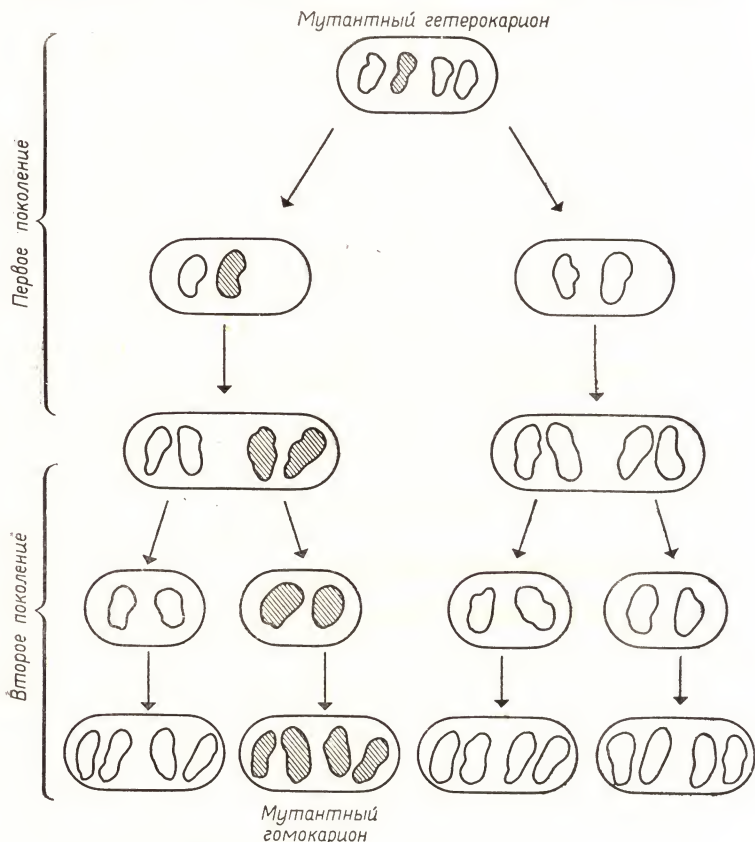 Мутантный гетерокарион
Первое поколение
Второе поколение
Мутантный
гомокарион